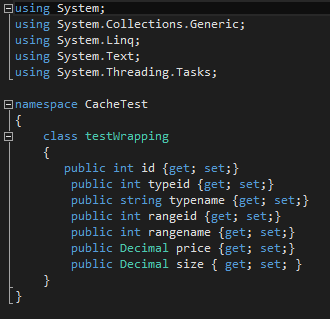 using System;
using System.Collections.Generic;
using System.Linq;
using System.Text;
using System.Threading.Tasks;
namespace CacheTest
{
class testWrapping
{
public int id {get; set;}
public int typeid {get; set;}
public string typename {get; set;}
public int rangeid {get; set;}
public int rangename {get; set;}
public Decimal price {get; set;}
public Decimal size { get; set; }
}
}